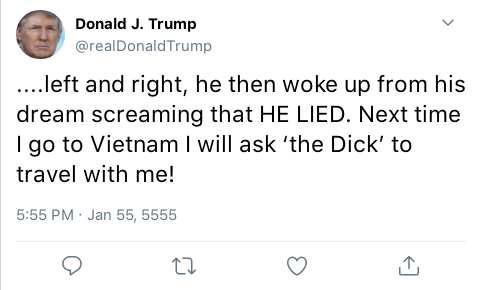 Donald J. Trump
@realDonaldTrump
....left and right, he then woke up from his
dream screaming that HE LIED. Next time
I go to Vietnam I will ask ‘the Dick’ to
travel with me!
5:55 PM · Jan 55, 5555